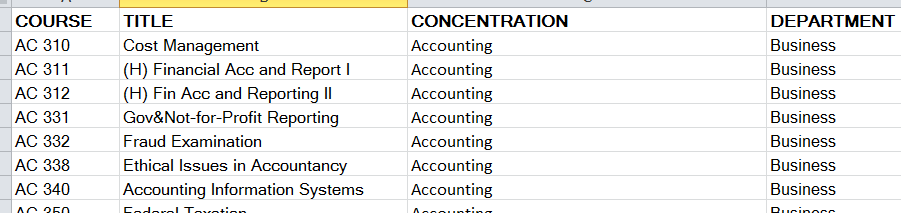 COURSE TITLE CONCENTRATION DEPARTMENT
AC 310 Cost Management Accounting Business
AC 311 (H) Financial Acc and Report I Accounting Business
AC 312 (H) Fin Acc and Reporting II Accounting Business
AC 331 Gov&Not-for-Profit Reporting Accounting Business
AC 332 Fraud Examination Accounting Business
AC 338 Ethical Issues in Accountancy Accounting Business
AC 340 Accounting Information Systems Accounting Business
AC 350 Federal Taxation Accounting Business